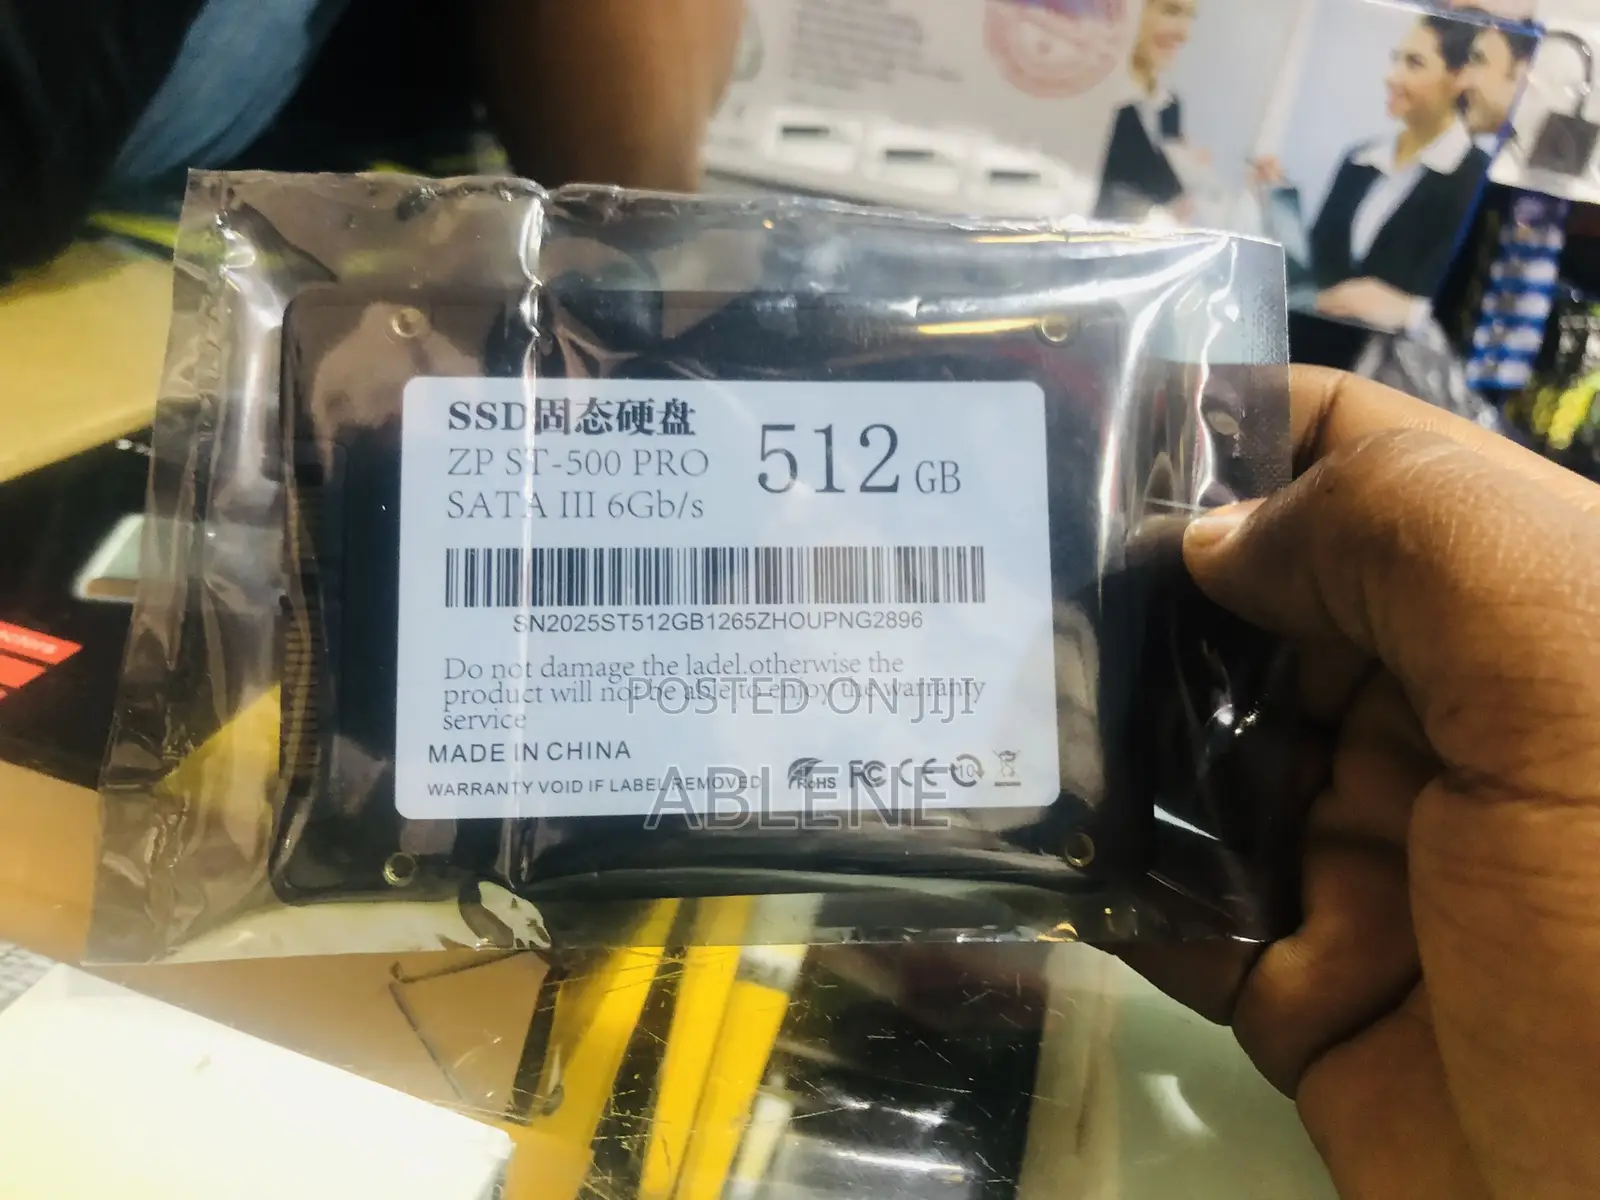 SSD固态硬盘
ZP ST-500 PRO
SATA III 6Gb/s
512 GB
SN2025ST512GB1265ZHOUPNG2896
Do not damage the ladel.otherwise the
product will not be able to enjoy the warranty
service
POSTED ON JIJI
MADE IN CHINA
WARRANTY VOID IF LABEL REMOVED
RoHS FC CE 10
ABLENE